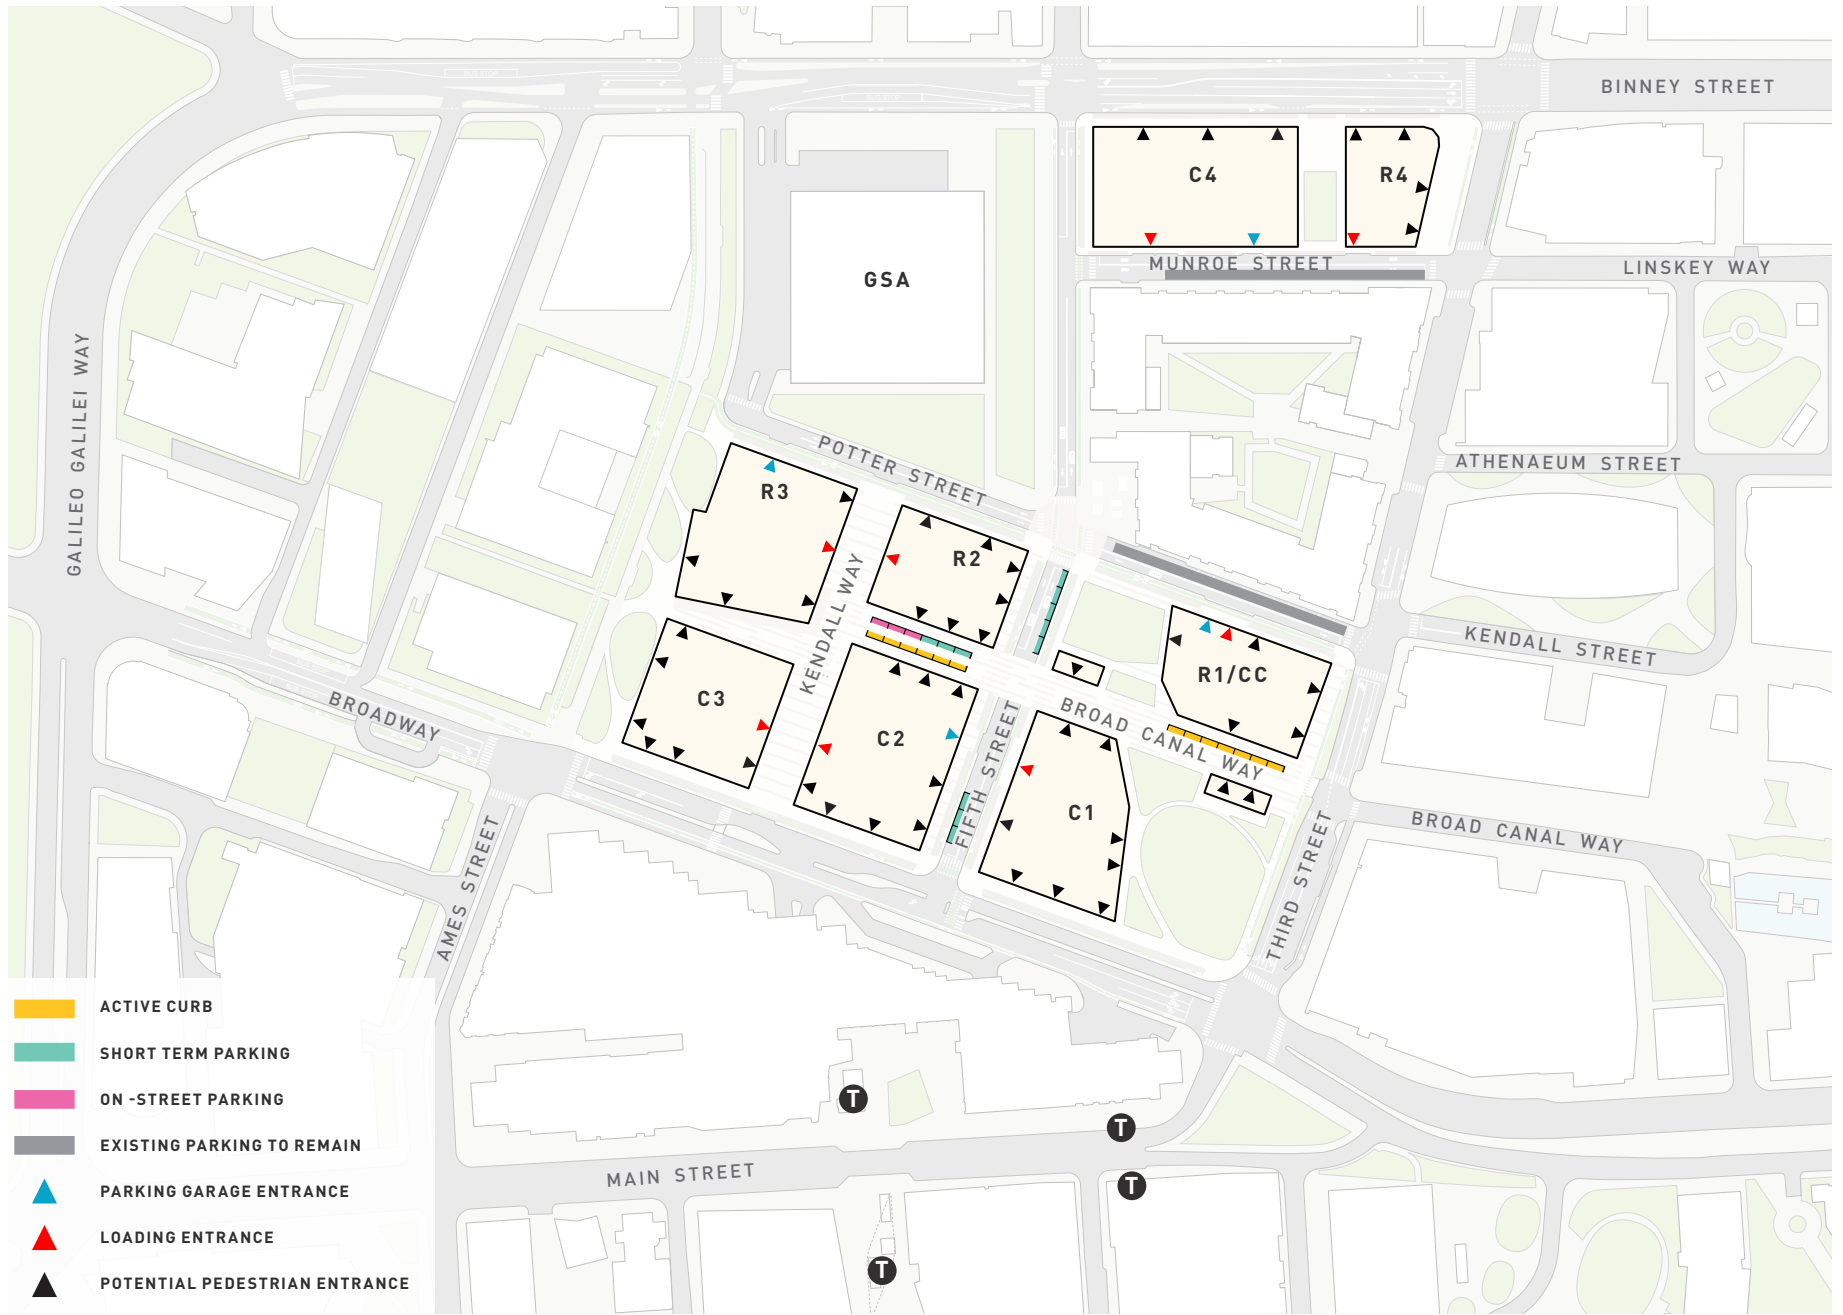 BINNEY STREET
C4
R4
MUNROE STREET
LINSKEY WAY
GSA
GALILEO GALILEI WAY
POTTER STREET
ATHENAEUM STREET
R3
R2
KENDALL WAY
KENDALL STREET
R1/CC
C3
C2
BROAD CANAL WAY
BROADWAY
FIFTH STREET
C1
BROAD CANAL WAY
AMES STREET
THIRD STREET
ACTIVE CURB
SHORT TERM PARKING
ON -STREET PARKING
EXISTING PARKING TO REMAIN
PARKING GARAGE ENTRANCE
LOADING ENTRANCE
POTENTIAL PEDESTRIAN ENTRANCE
T
T
MAIN STREET
T
T